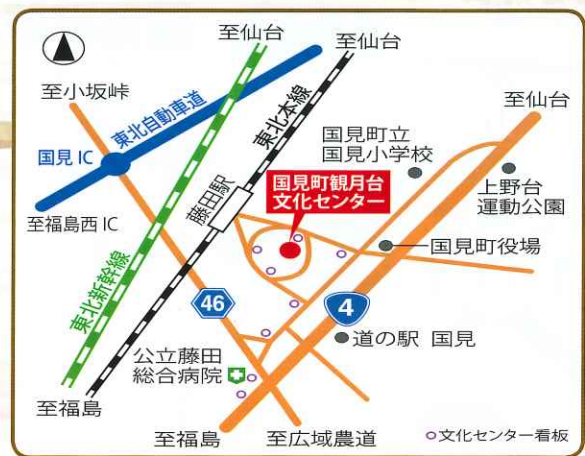 至仙台
至仙台
至小坂峠
東北自動車道
東北本線
至仙台
国見町立
国見小学校
国見 IC
藤田駅
国見町観月台
文化センター
上野台
運動公園
至福島西 IC
国見町役場
東北新幹線
46
4
道の駅 国見
公立藤田
総合病院
至福島
至福島
至広域農道
文化センター看板